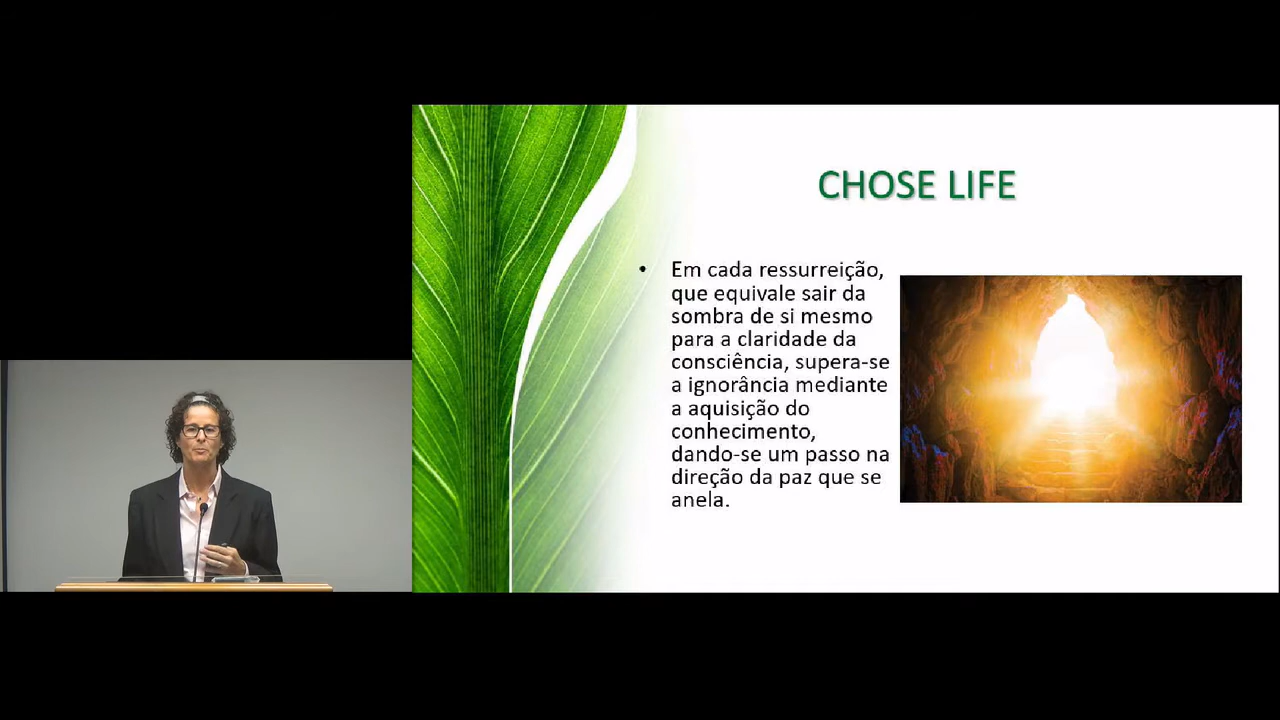 CHOSE LIFE
• Em cada ressurreição,
que equivale sair da
sombra de si mesmo
para a claridade da
consciência, supera-se
a ignorância mediante
a aquisição do
conhecimento,
dando-se um passo na
direção da paz que se
anela.